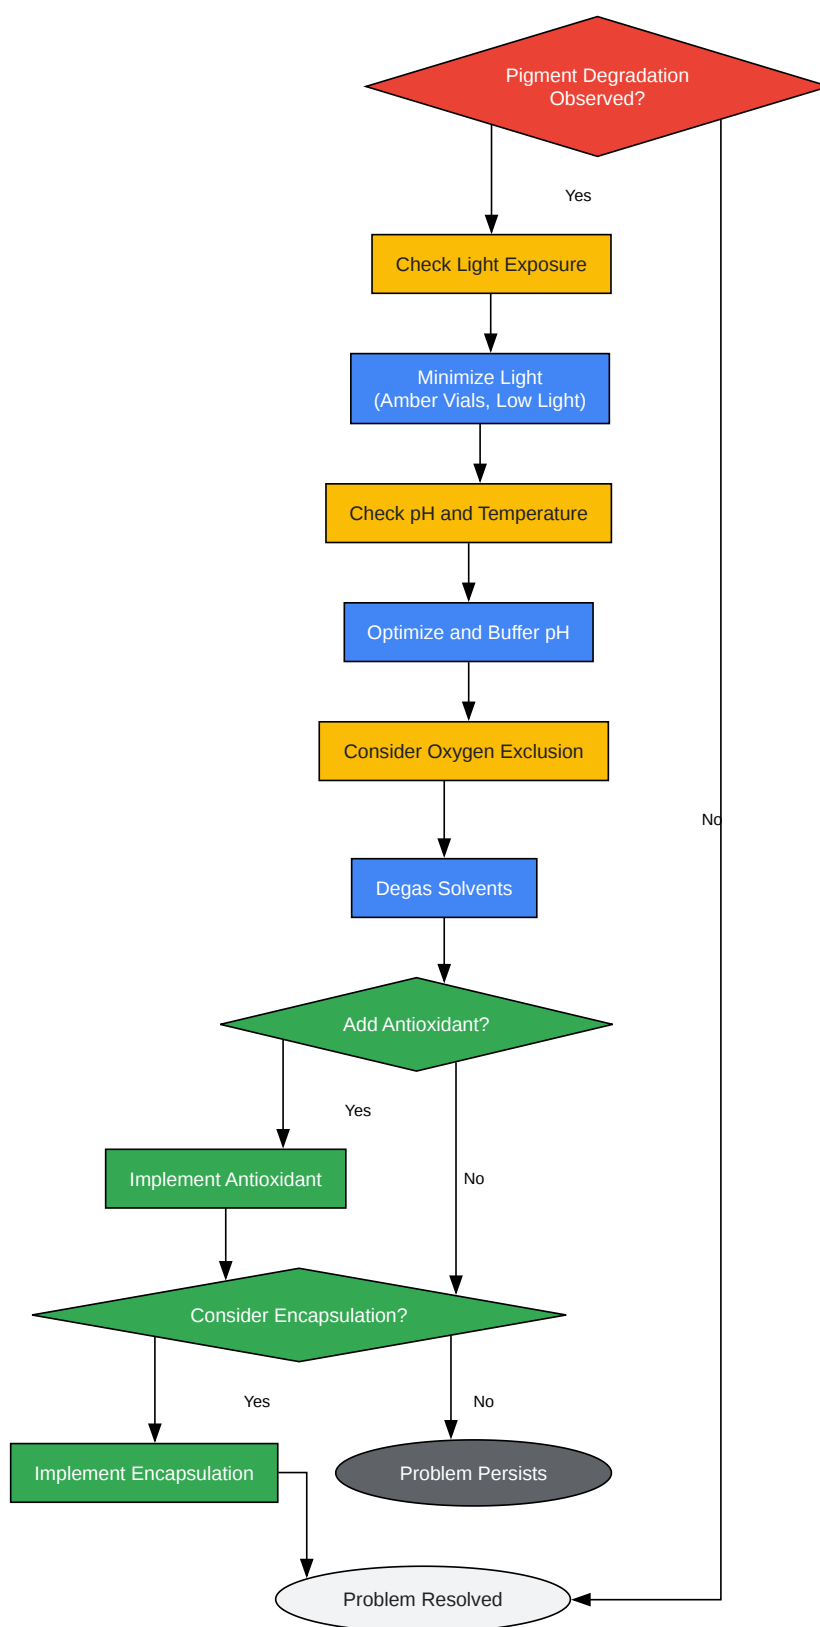 Pigment Degradation
Observed?
Yes
Check Light Exposure
Minimize Light
(Amber Vials, Low Light)
Check pH and Temperature
Optimize and Buffer pH
Consider Oxygen Exclusion
No
Degas Solvents
Add Antioxidant?
Yes
Implement Antioxidant
No
Consider Encapsulation?
Yes
No
Implement Encapsulation
Problem Persists
Problem Resolved